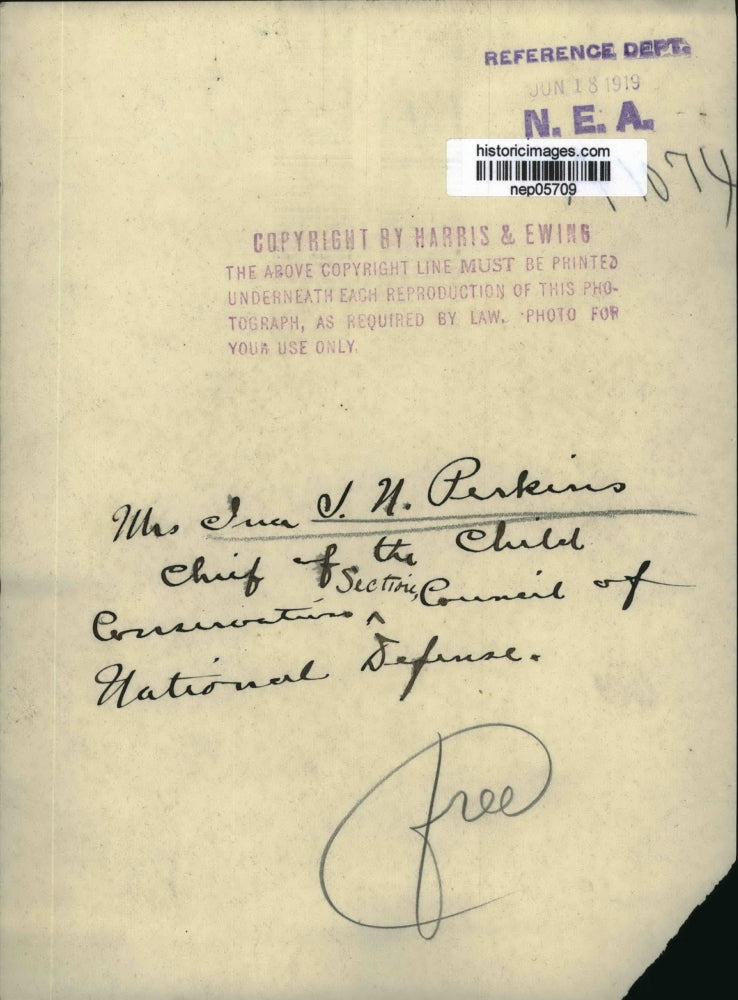 REFERENCE DEPT.
JUN 18 1919
N. E. A.
historicimages.com
nep05709
074
COPYRIGHT BY HARRIS & EWING
THE ABOVE COPYRIGHT LINE MUST BE PRINTED
UNDERNEATH EACH REPRODUCTION OF THIS PHO-
TOGRAPH, AS REQUIRED BY LAW. PHOTO FOR
YOUR USE ONLY.
Mrs Ina J. N. Perkins
Chief of the Child
Conservation ^ Section, Council of
National Defense.
free